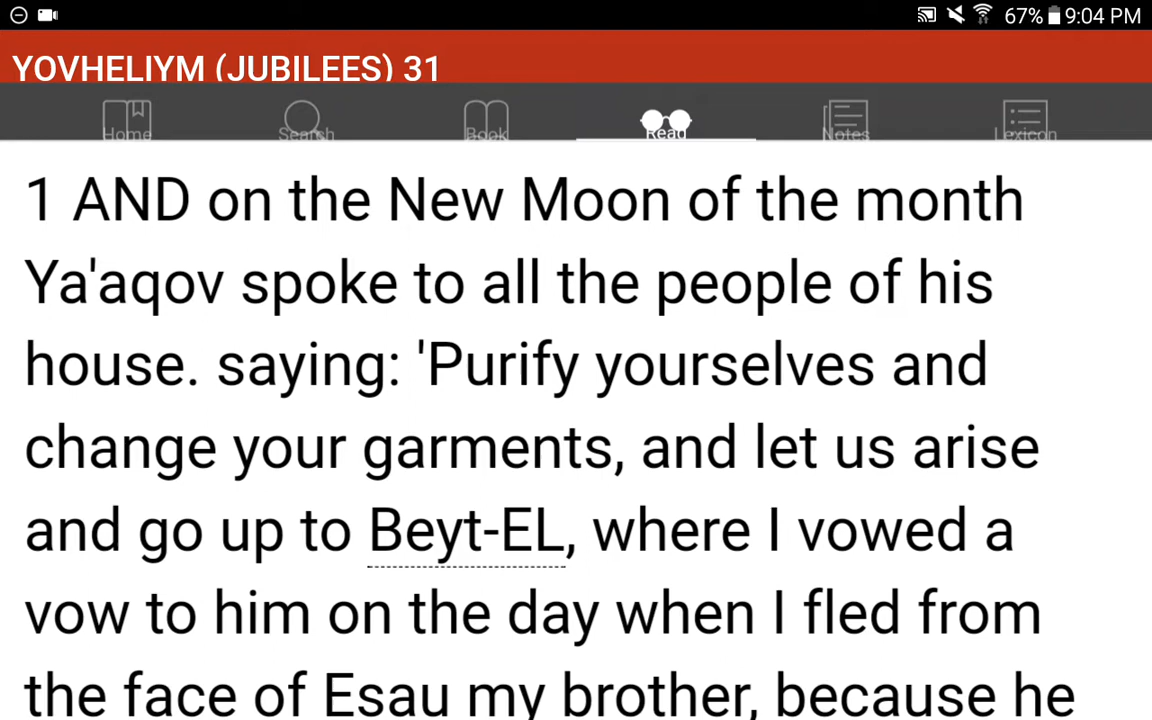 67% 9:04 PM
YOVHELIYM (JUBILEES) 31
Home Search Book Read Notes Lexicon
1 AND on the New Moon of the month
Ya'aqov spoke to all the people of his
house. saying: 'Purify yourselves and
change your garments, and let us arise
and go up to Beyt-EL, where I vowed a
vow to him on the day when I fled from
the face of Esau my brother, because he